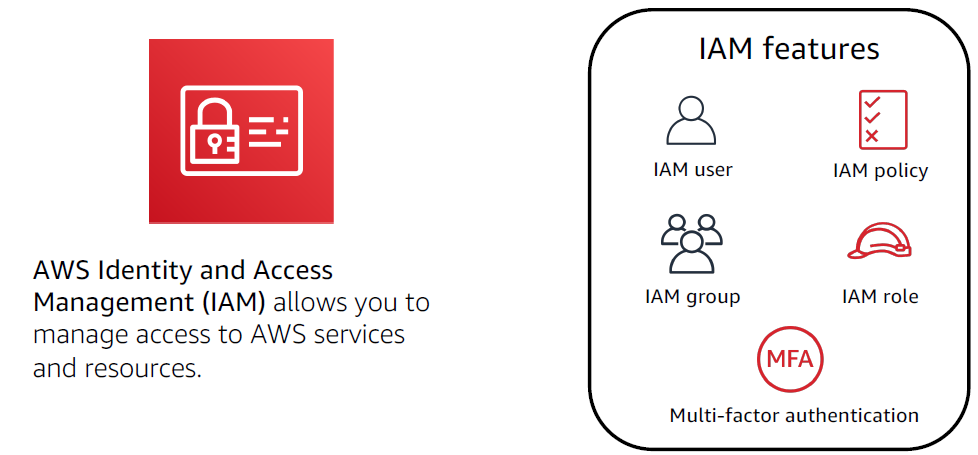 AWS Identity and Access
Management (IAM) allows you to
manage access to AWS services
and resources.
IAM features
IAM user
IAM policy
IAM group
IAM role
MFA
Multi-factor authentication